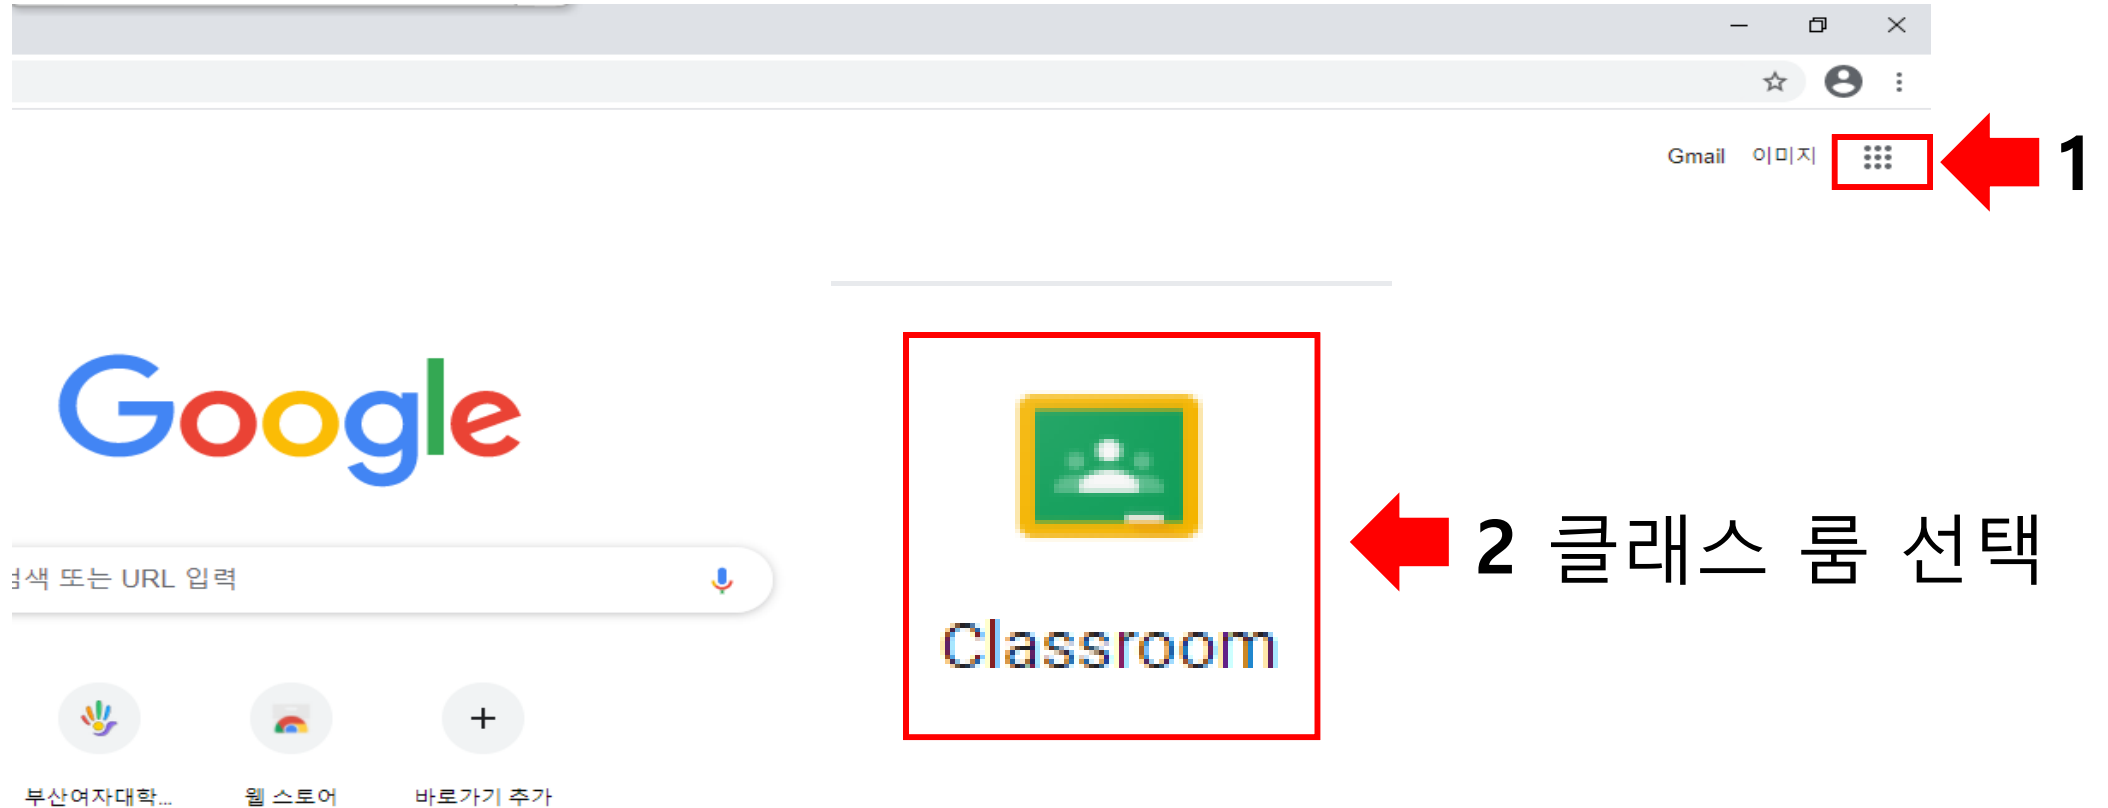 Gmail 이미지
1
Google
검색 또는 URL 입력
Classroom
2 클래스 룸 선택
부산여자대학...
웹 스토어
바로가기 추가